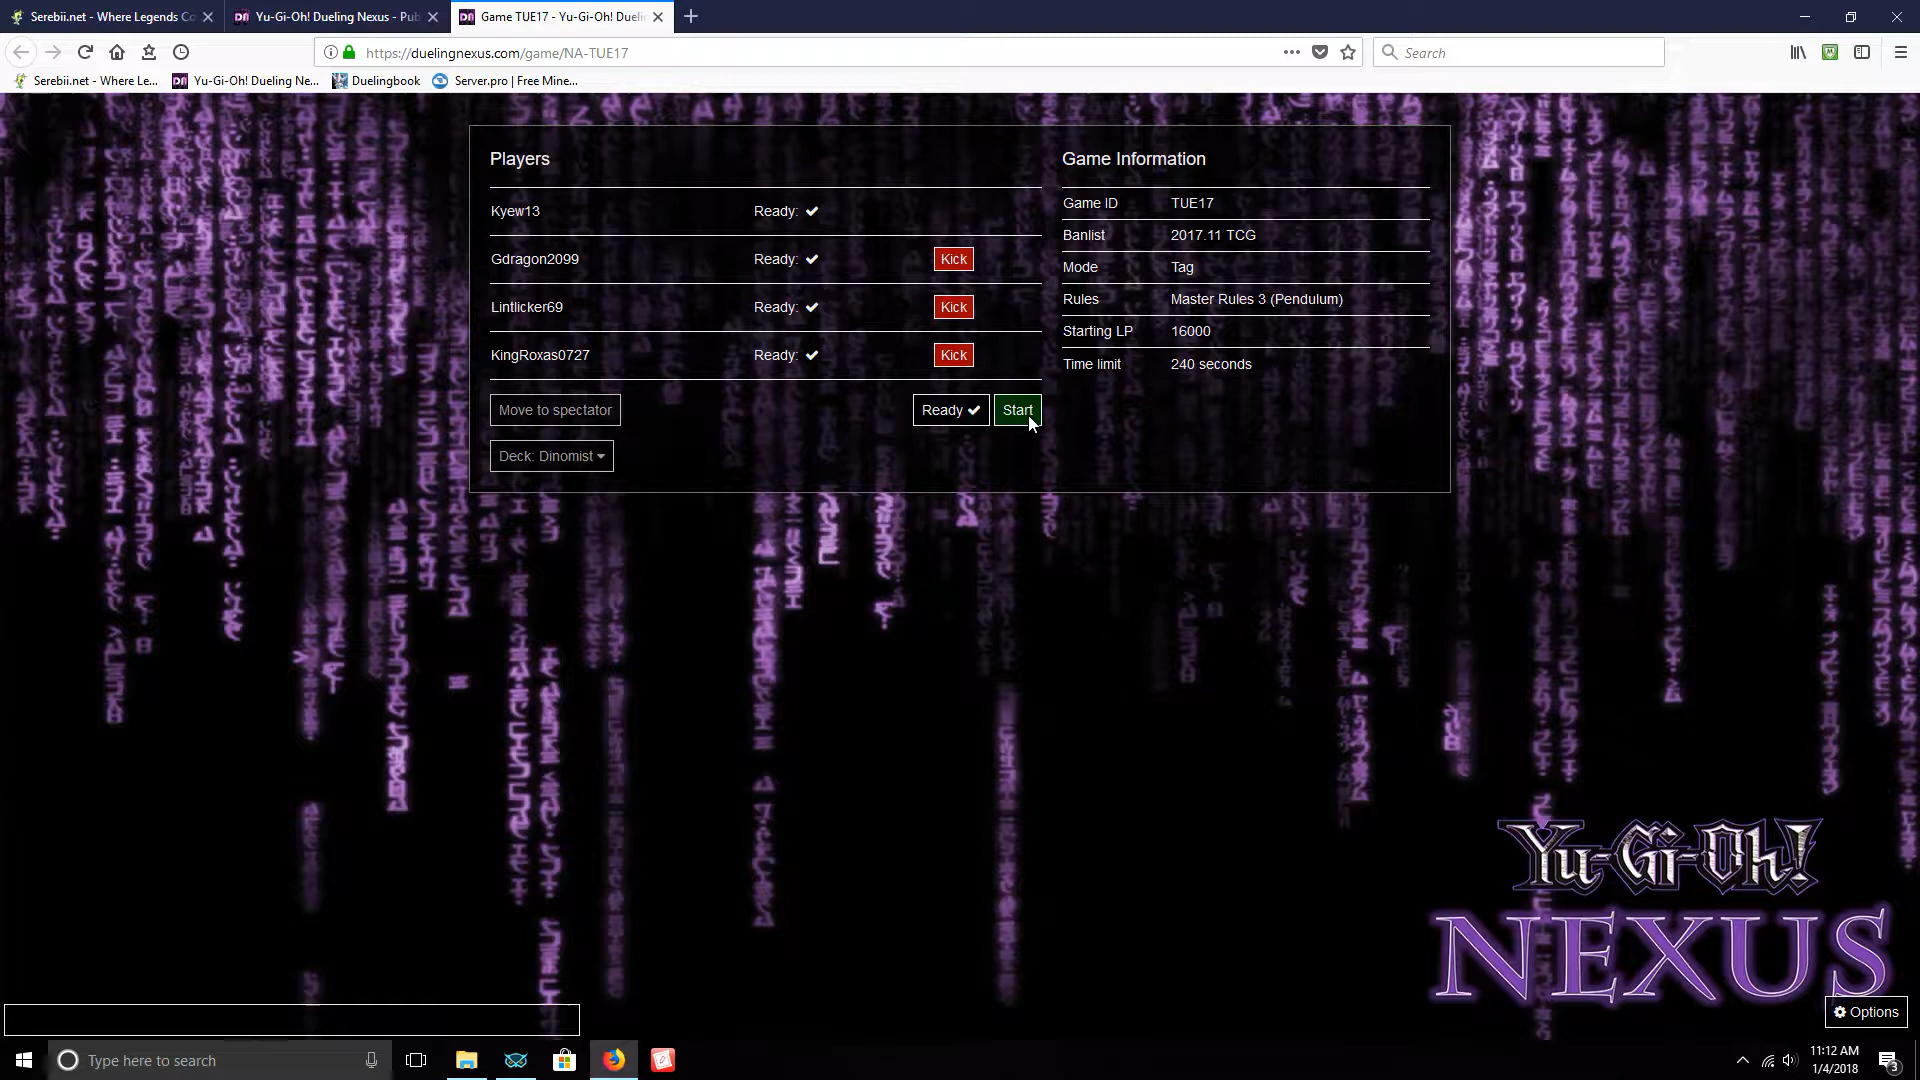 Serebii.net - Where Legends Co
Yu-Gi-Oh! Dueling Nexus - Pub
Game TUE17 - Yu-Gi-Oh! Dueli
https://duelingnexus.com/game/NA-TUE17
Search
Serebii.net - Where Le...
Yu-Gi-Oh! Dueling Ne...
Duelingbook
Server.pro | Free Mine...
Players
Kyew13 Ready:
Gdragon2099 Ready: Kick
Lintlicker69 Ready: Kick
KingRoxas0727 Ready: Kick
Move to spectator
Ready
Start
Deck: Dinomist
Game Information
Game ID TUE17
Banlist 2017.11 TCG
Mode Tag
Rules Master Rules 3 (Pendulum)
Starting LP 16000
Time limit 240 seconds
Yu-Gi-Oh!
NEXUS
Options
Type here to search
11:12 AM
1/4/2018
3